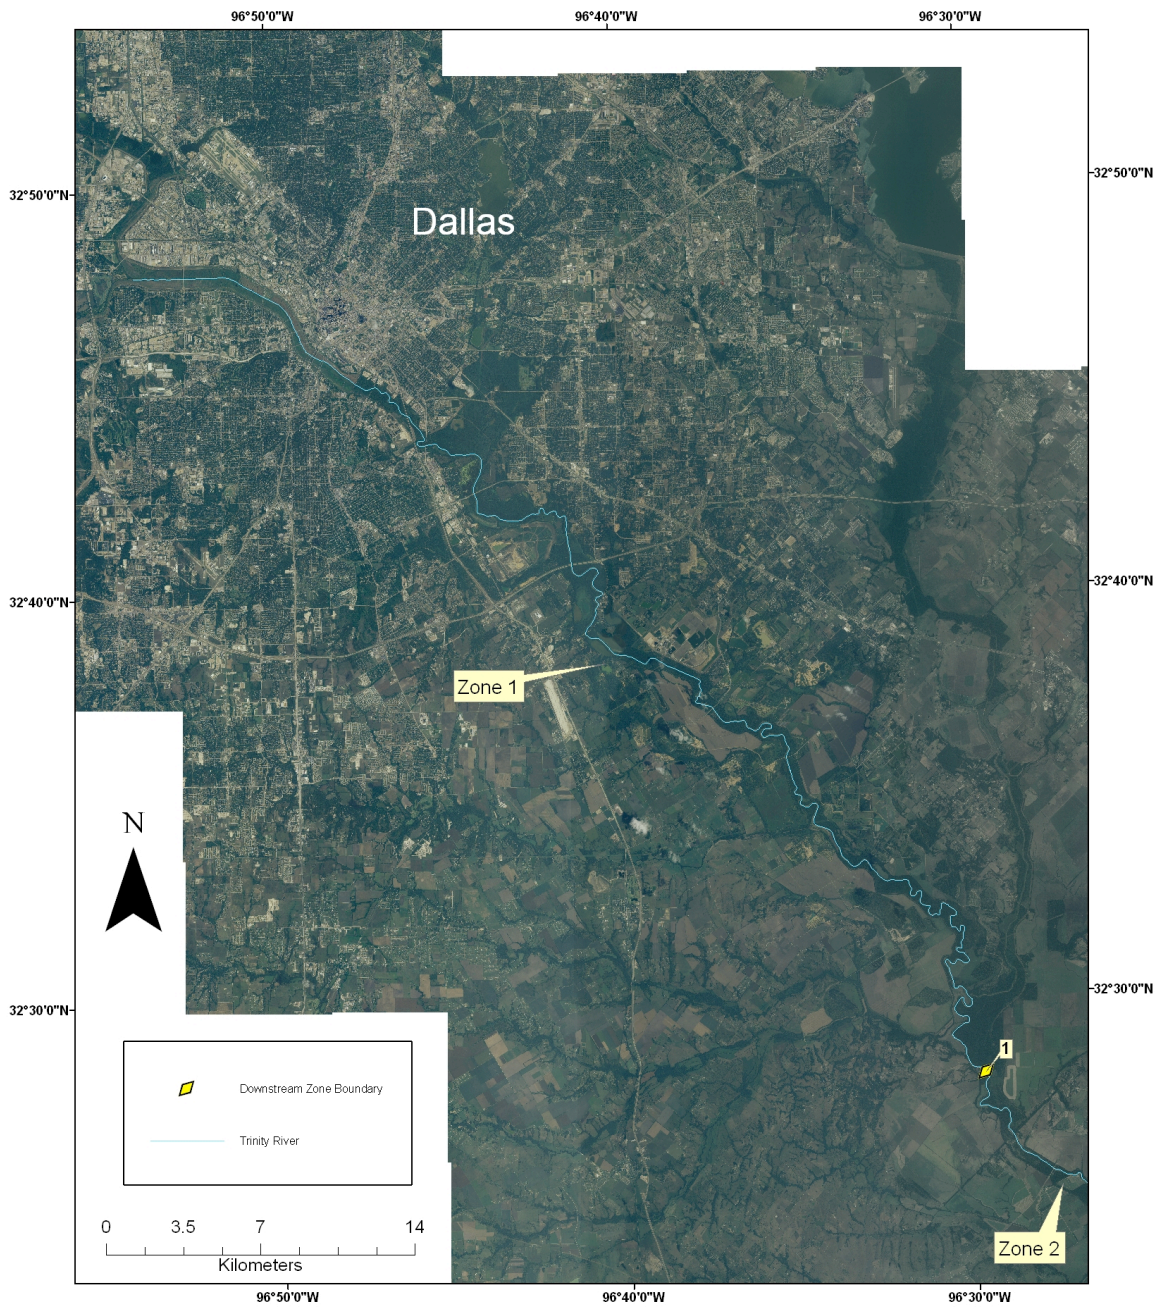 96°50'0"W
96°40'0"W
96°30'0"W
32°50'0"N
32°50'0"N
Dallas
32°40'0"N
32°40'0"N
Zone 1
N
32°30'0"N
32°30'0"N
1
Downstream Zone Boundary
Trinity River
0 3.5 7 14
Kilometers
Zone 2
96°50'0"W
96°40'0"W
96°30'0"W